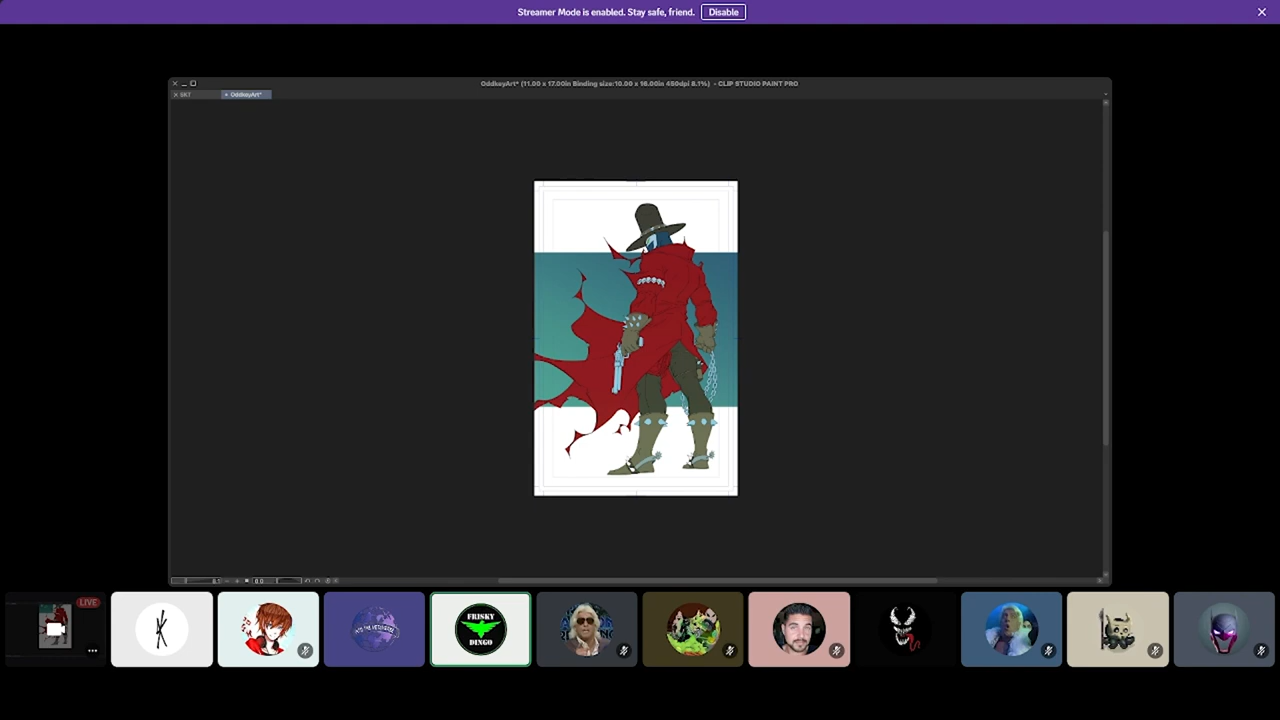 Streamer Mode is enabled. Stay safe, friend. Disable
OddkayArt* (11.00 x 17.00in Binding size:10.00 x 16.00in 450dpi 8.1%) - CLIP STUDIO PAINT PRO
OddkayArt*
LIVE
FRISKY
DINGO